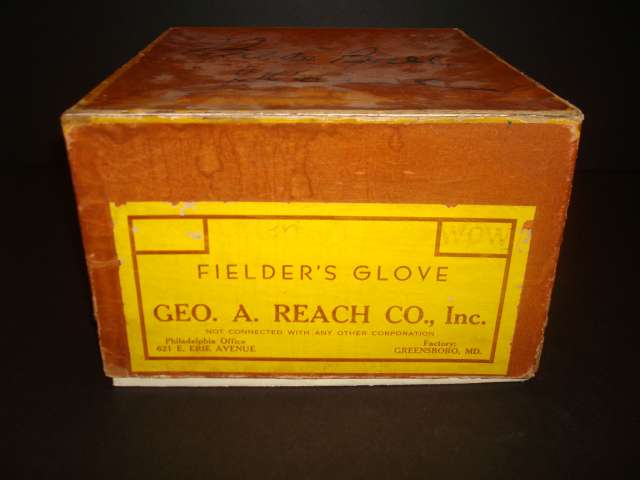 WOW
FIELDER'S GLOVE
GEO. A. REACH CO., Inc.
NOT CONNECTED WITH ANY OTHER CORPORATION
Philadelphia Office
621 E. ERIE AVENUE
Factory:
GREENSBORO, MD.